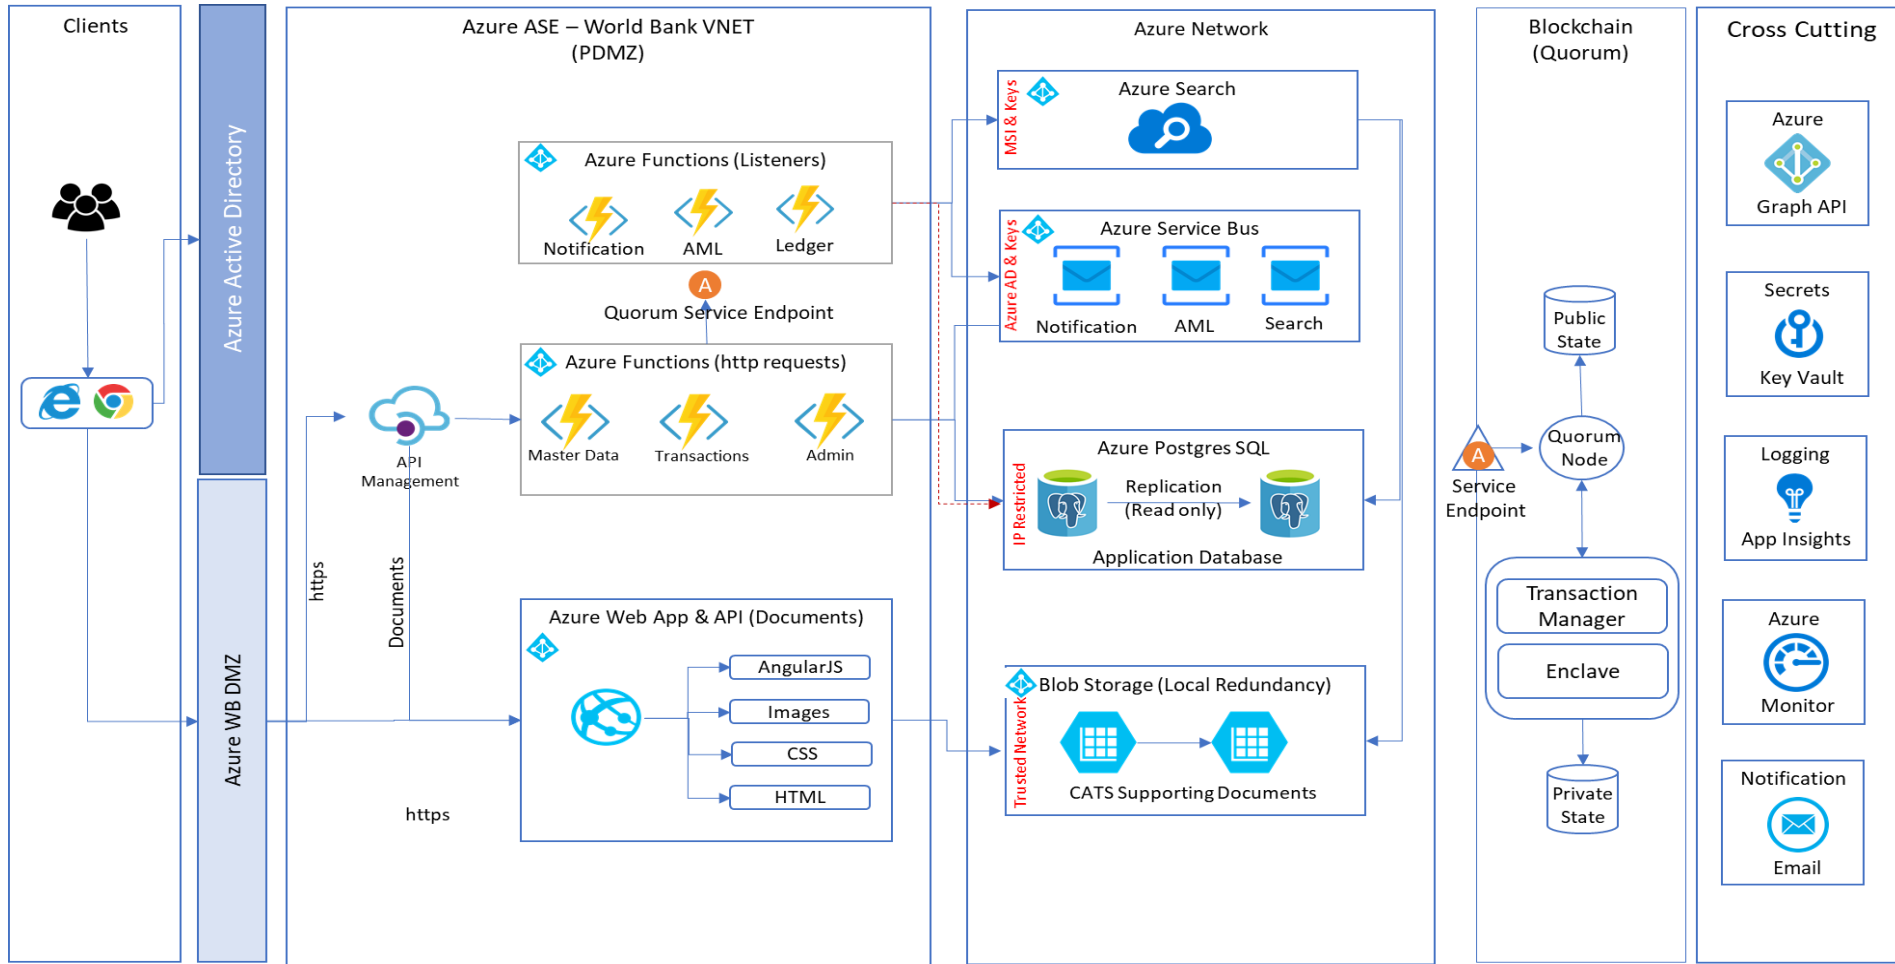 Clients
Azure Active Directory
Azure WB DMZ
Azure ASE – World Bank VNET
(PDMZ)
Azure Functions (Listeners)
Notification
AML
Ledger
A
Quorum Service Endpoint
Azure Functions (http requests)
Master Data
Transactions
Admin
API
Management
https
Documents
Azure Web App & API (Documents)
AngularJS
Images
CSS
HTML
https
Azure Network
MSI & Keys
Azure Search
Azure AD & Keys
Azure Service Bus
Notification
AML
Search
IP Restricted
Azure Postgres SQL
Replication
(Read only)
Application Database
Trusted Network
Blob Storage (Local Redundancy)
CATS Supporting Documents
Blockchain
(Quorum)
Public
State
Quorum
Node
A
Service
Endpoint
Transaction
Manager
Enclave
Private
State
Cross Cutting
Azure
Graph API
Secrets
Key Vault
Logging
App Insights
Azure
Monitor
Notification
Email